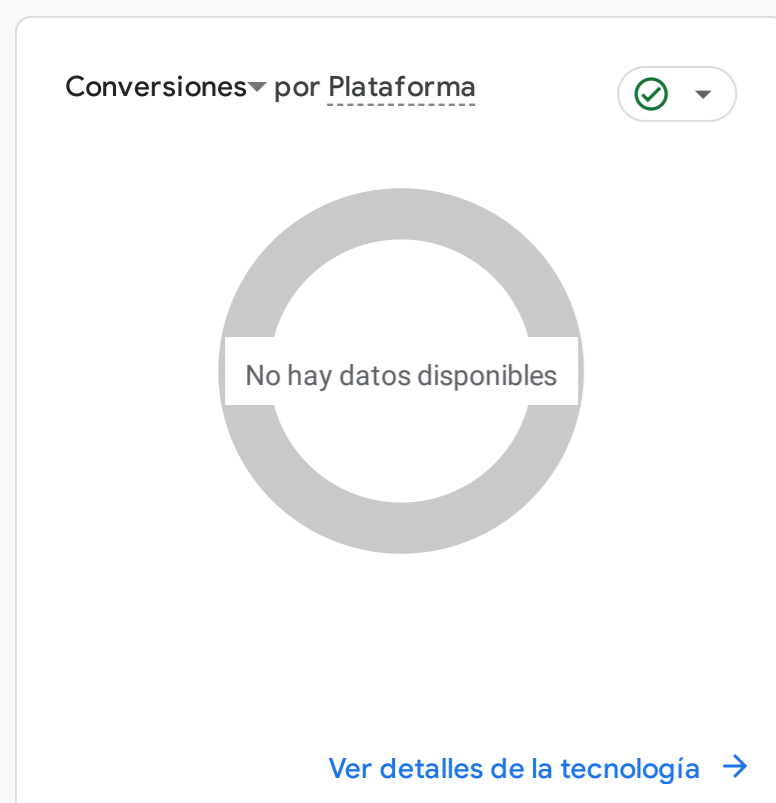 Conversiones por Plataforma
No hay datos disponibles
Ver detalles de la tecnología